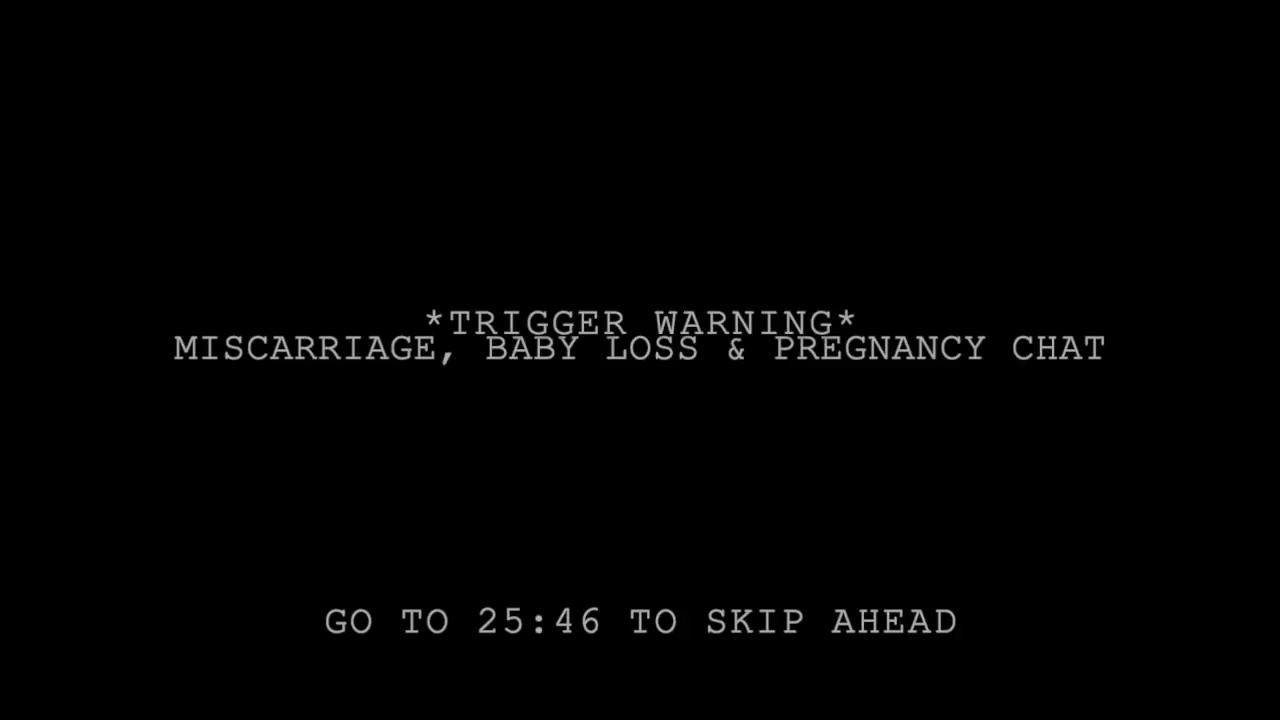 *TRIGGER WARNING*
MISCARRIAGE, BABY LOSS & PREGNANCY CHAT
GO TO 25:46 TO SKIP AHEAD